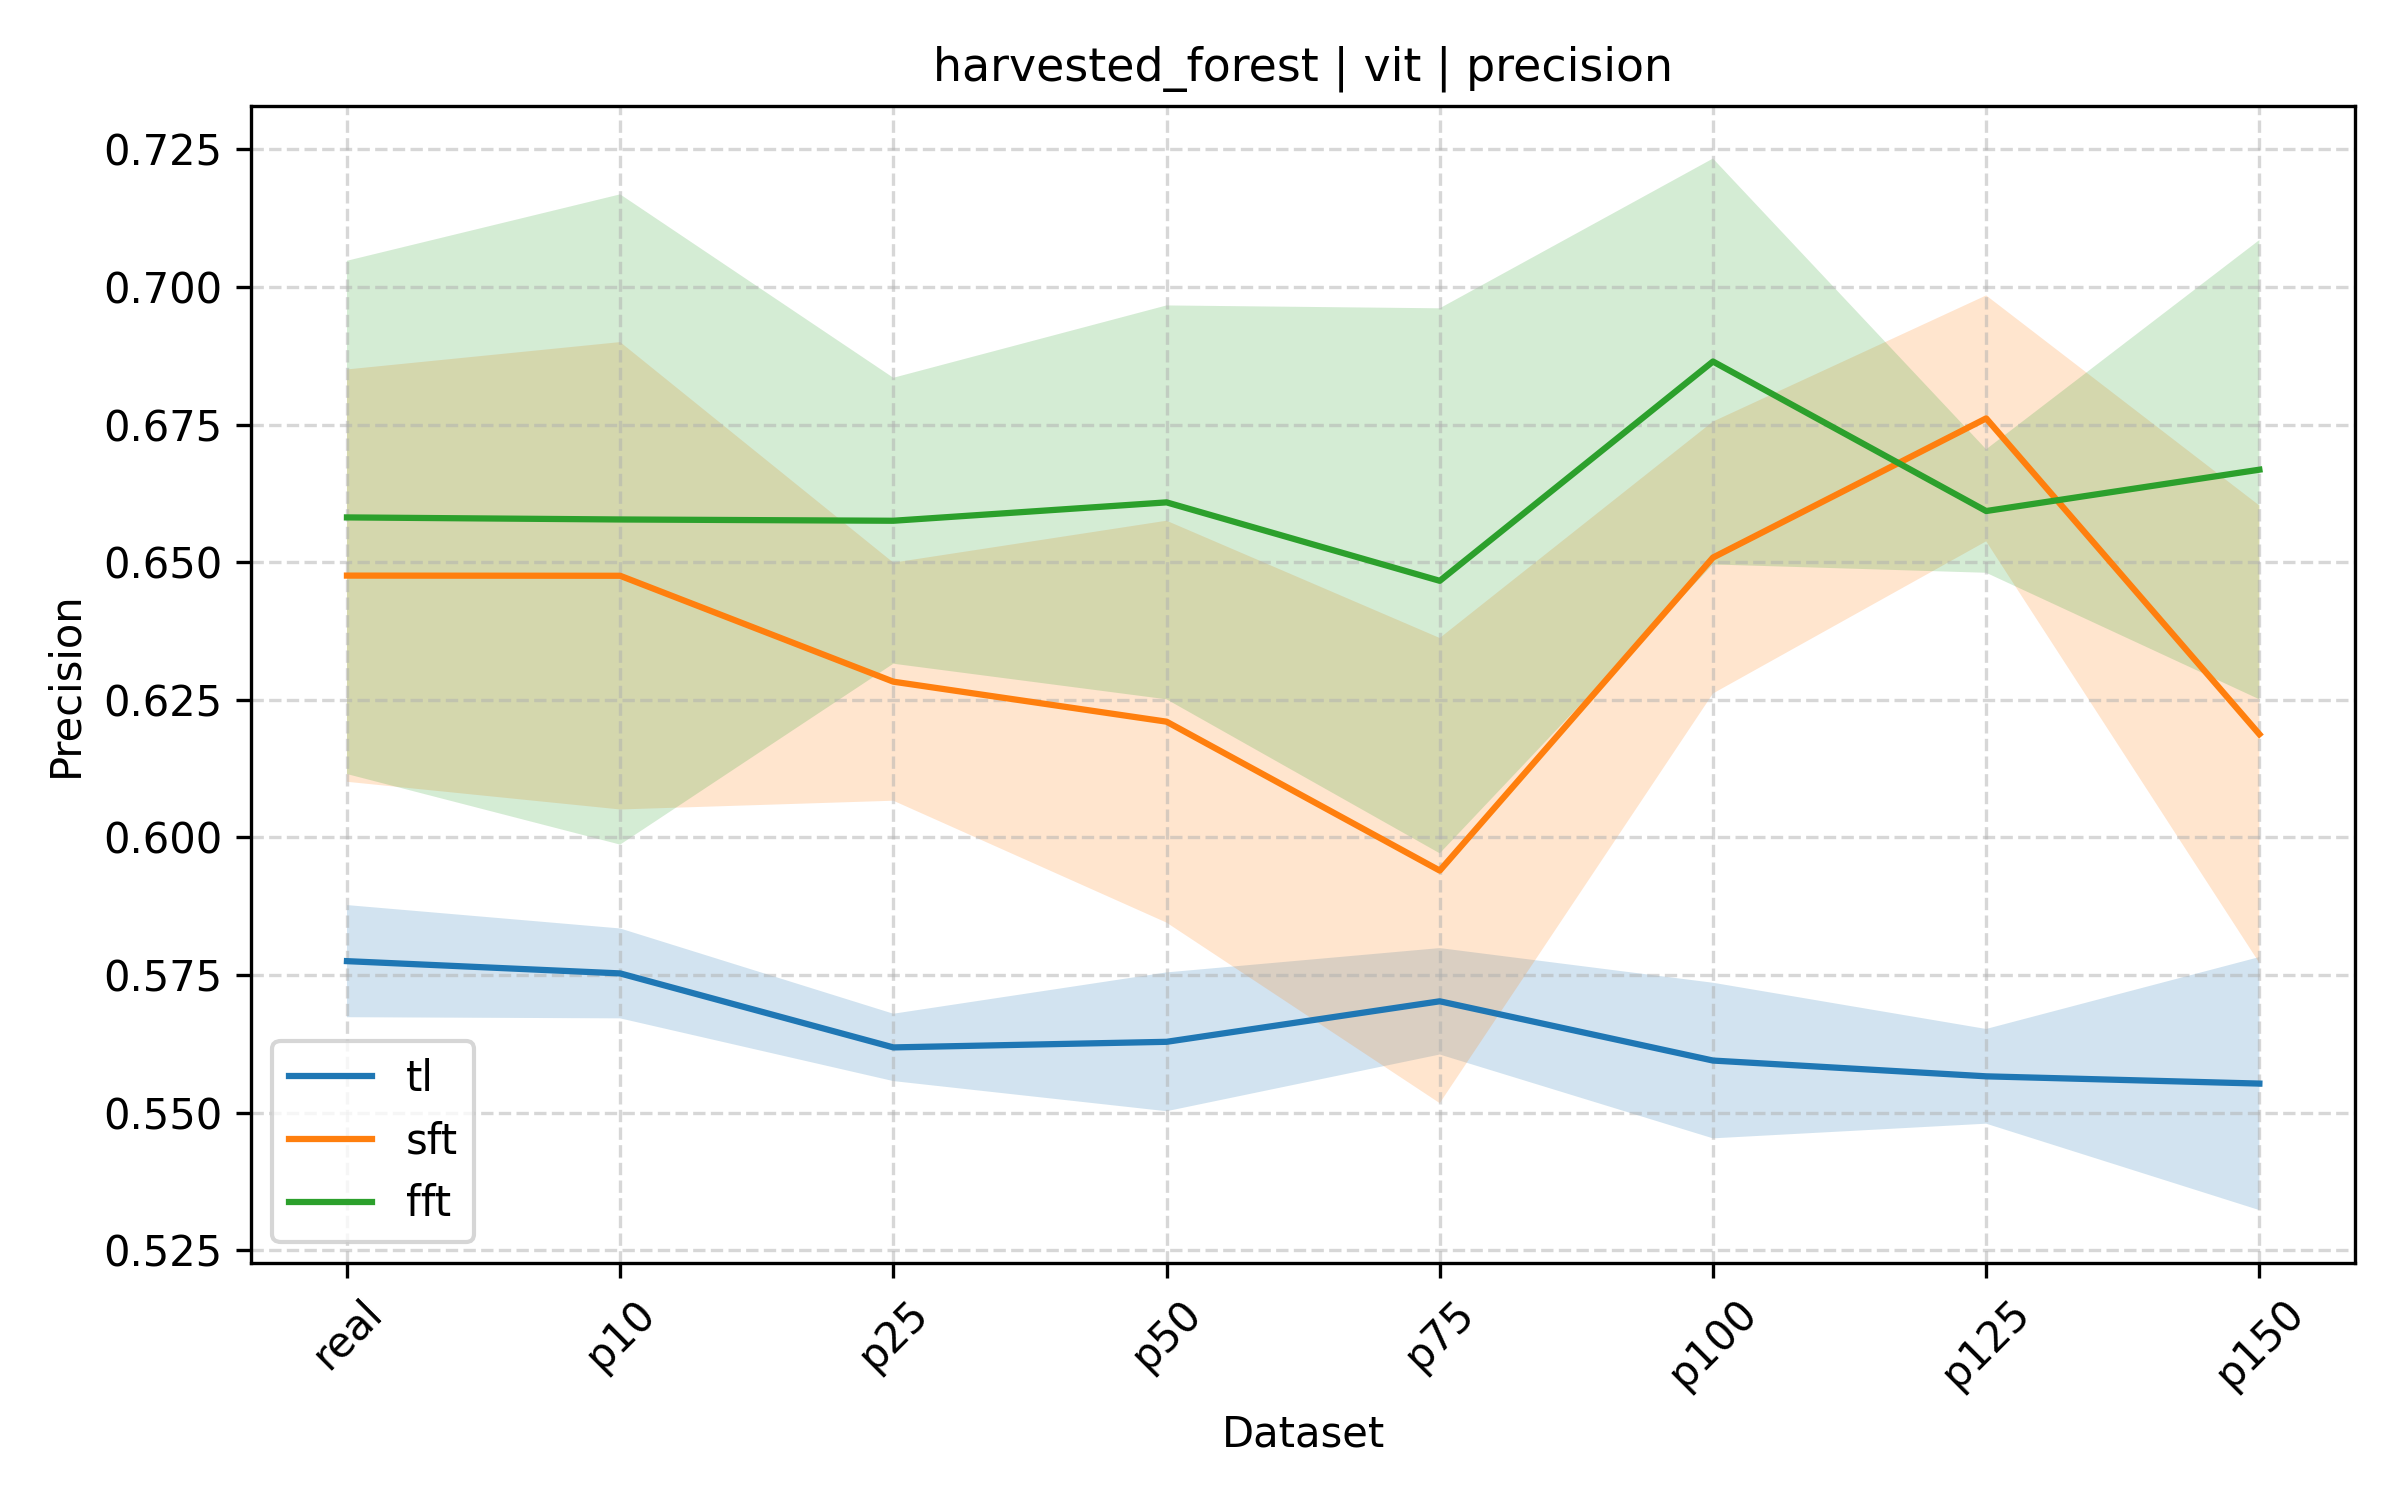 harvested_forest | vit | precision
Precision
0.725
0.700
0.675
0.650
0.625
0.600
0.575
0.550
0.525
tl
sft
fft
real
p10
p25
p50
p75
p100
p125
p150
Dataset